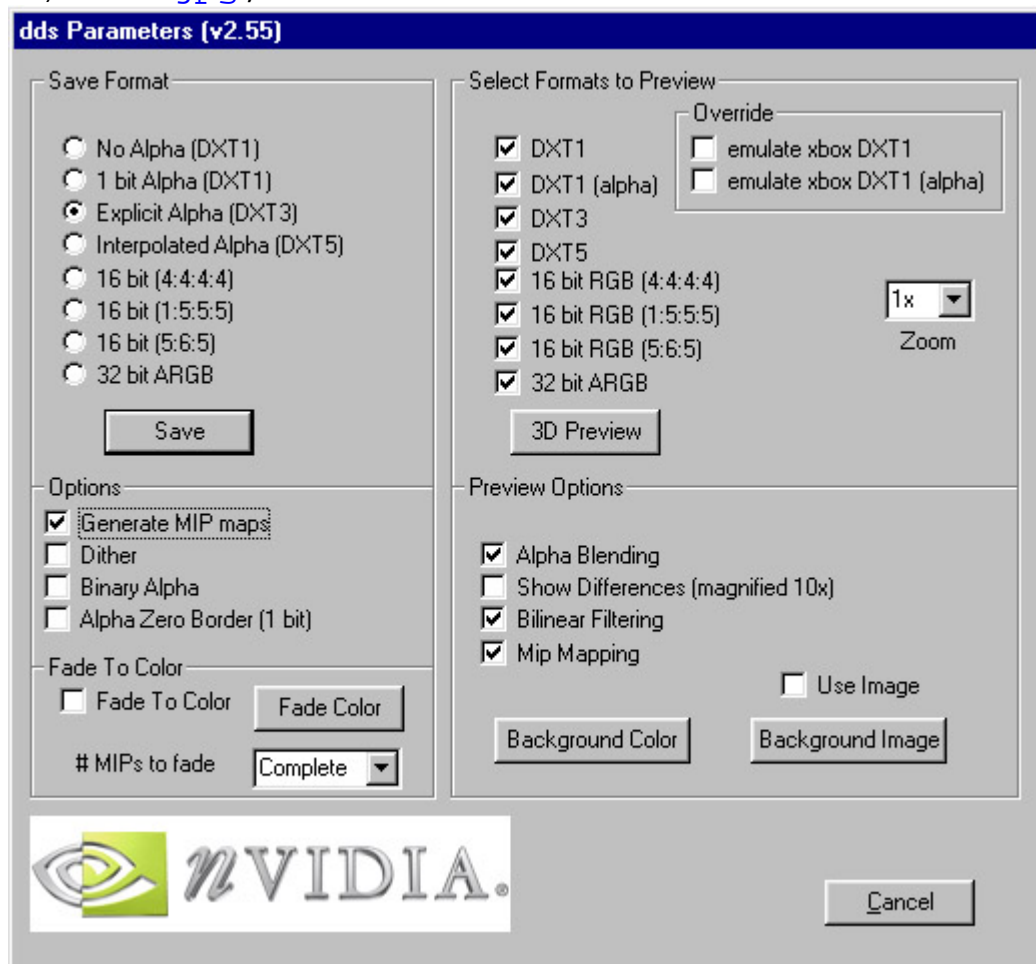 dds Parameters (v2.55)
Save Format
No Alpha (DXT1)
1 bit Alpha (DXT1)
Explicit Alpha (DXT3)
Interpolated Alpha (DXT5)
16 bit (4:4:4:4)
16 bit (1:5:5:5)
16 bit (5:6:5)
32 bit ARGB
Save
Options
Generate MIP maps
Dither
Binary Alpha
Alpha Zero Border (1 bit)
Fade To Color
Fade To Color
Fade Color
# MIPs to fade
Complete
Select Formats to Preview
Override
DXT1
emulate xbox DXT1
DXT1 (alpha)
emulate xbox DXT1 (alpha)
DXT3
DXT5
16 bit RGB (4:4:4:4)
16 bit RGB (1:5:5:5)
16 bit RGB (5:6:5)
32 bit ARGB
1x
Zoom
3D Preview
Preview Options
Alpha Blending
Show Differences (magnified 10x)
Bilinear Filtering
Mip Mapping
Use Image
Background Color
Background Image
nVIDIA.®
Cancel